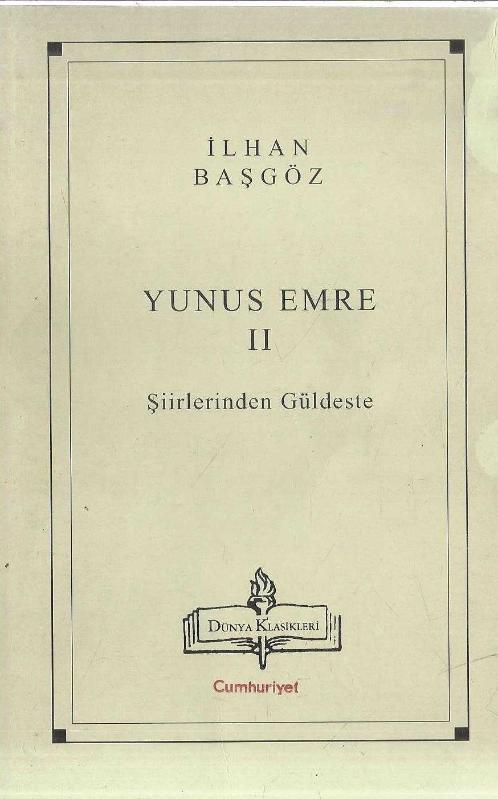 İLHAN
BAŞGÖZ
YUNUS EMRE
II
Şiirlerinden Güldeste
DÜNYA KLASİKLERİ
Cumhuriyet